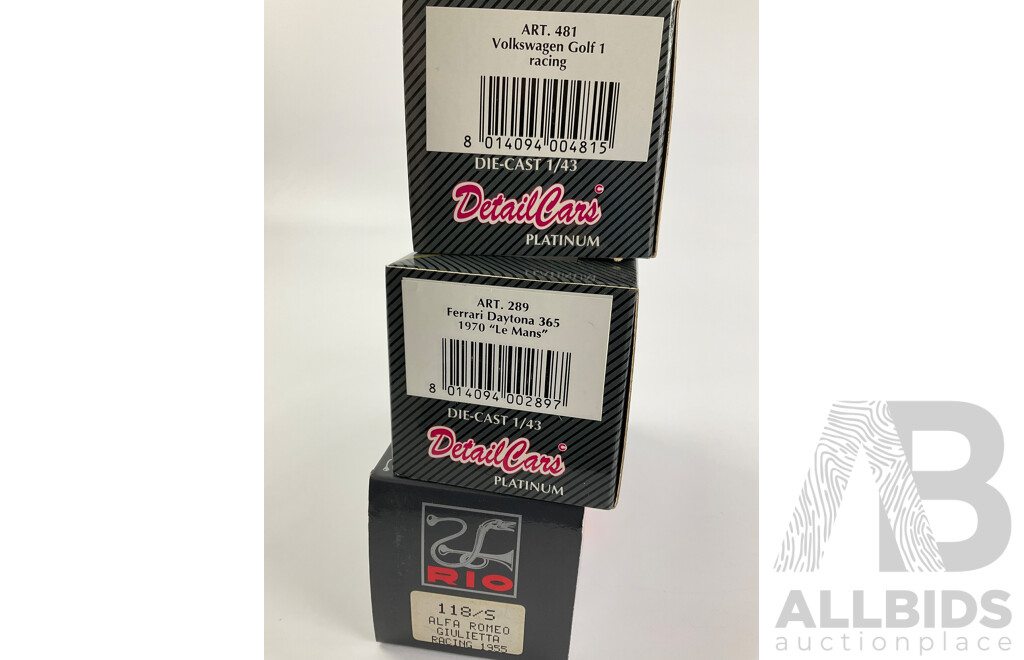 ART. 481
Volkswagen Golf 1
racing
8 014094 004815
DIE-CAST 1/43
DetailCars ©
PLATINUM
ART. 289
Ferrari Daytona 365
1970 “Le Mans”
8 014094 002897
DIE-CAST 1/43
DetailCars ©
PLATINUM
RIO
118/S
ALFA ROMEO
GIULIETTA
RACING 1955
AB
ALLBIDS
auctionplace